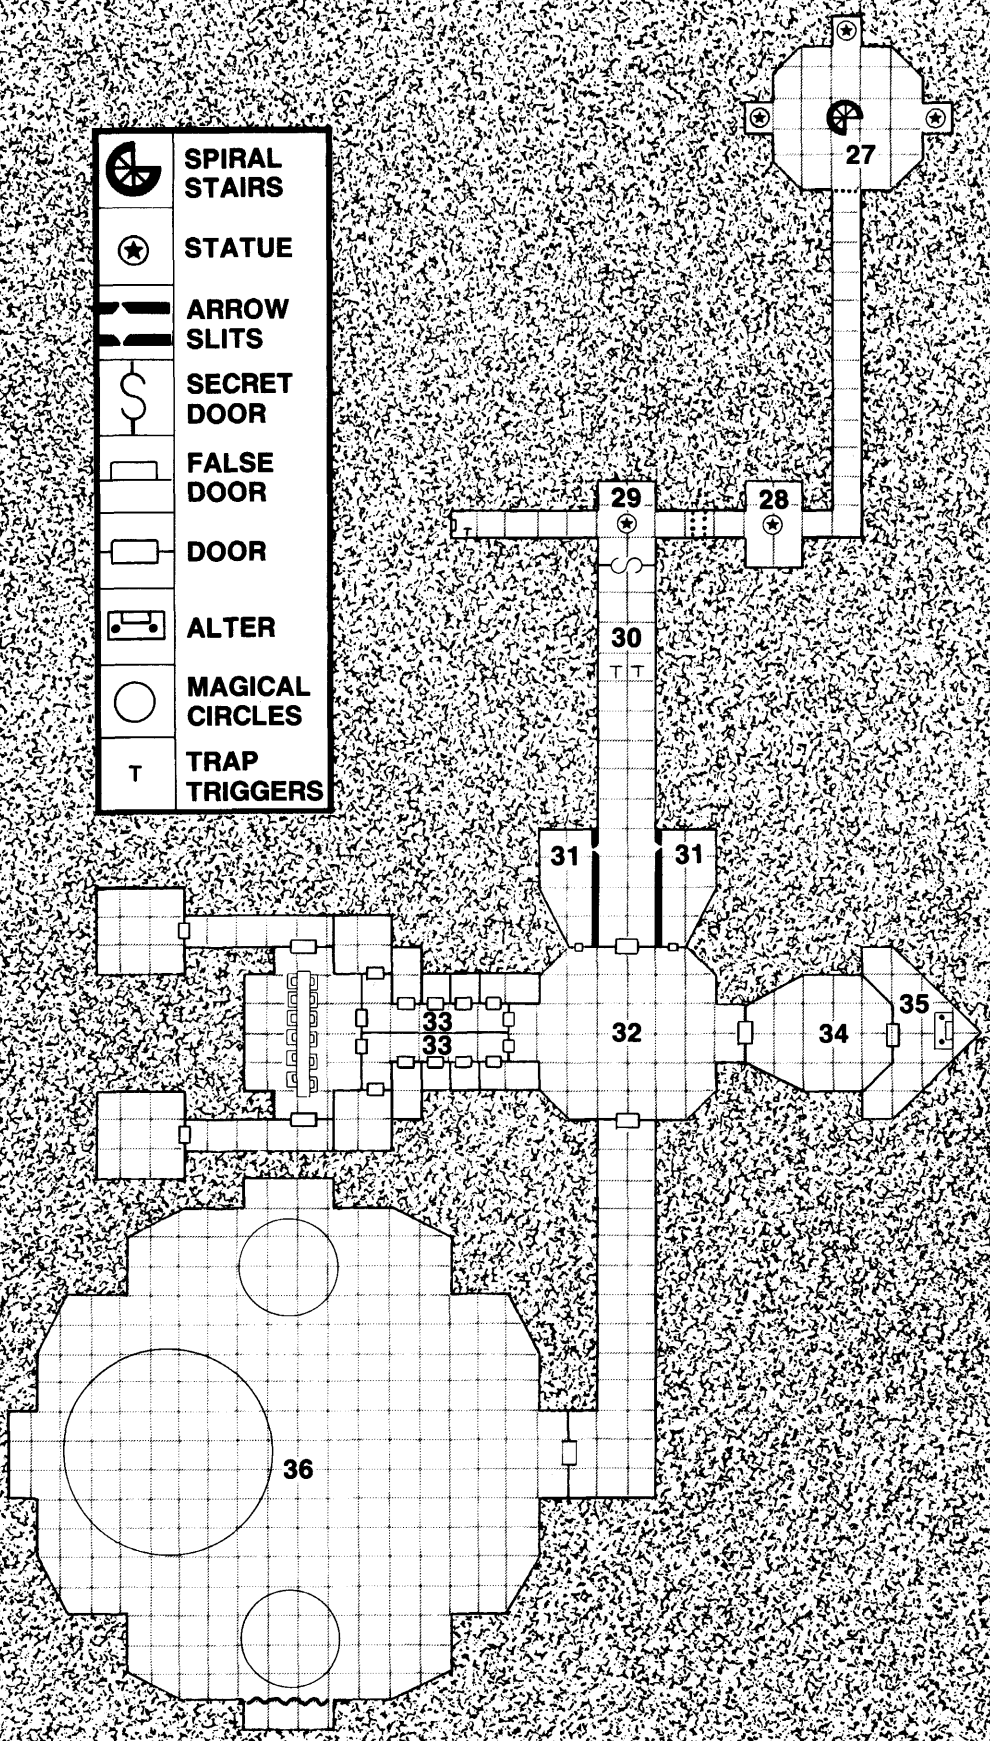 27
SPIRAL
STAIRS
STATUE
ARROW
SLITS
SECRET
DOOR
FALSE
DOOR
DOOR
ALTER
MAGICAL
CIRCLES
T
TRAP
TRIGGERS
29
28
T
30
T T
31
31
33
33
32
34
35
36